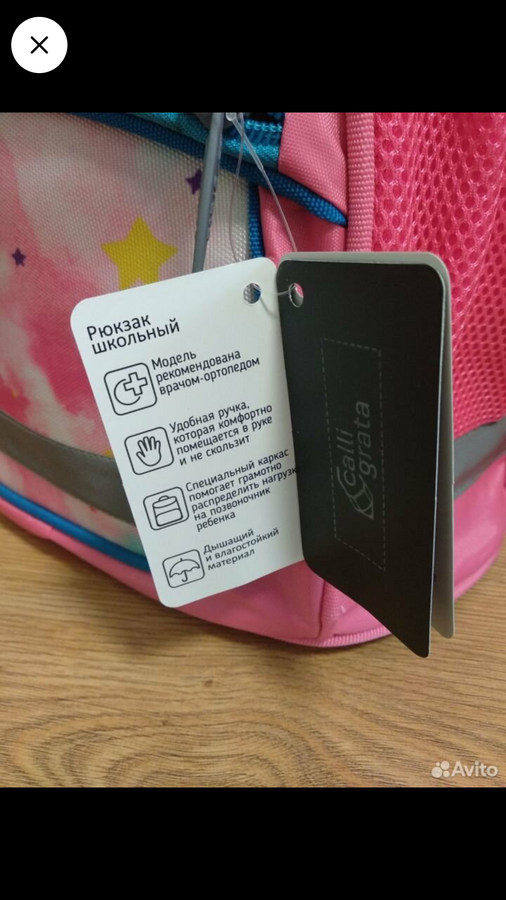 Рюкзак
школьный
Модель
рекомендована
врачом-ортопедом
Удобная ручка,
которая комфортно
помещается в руке
и не скользит
Специальный каркас
помогает грамотно
распределить нагрузк
на позвоночник
ребенка
Дышащий
и влагостойкий
материал
calli
grata
Avito